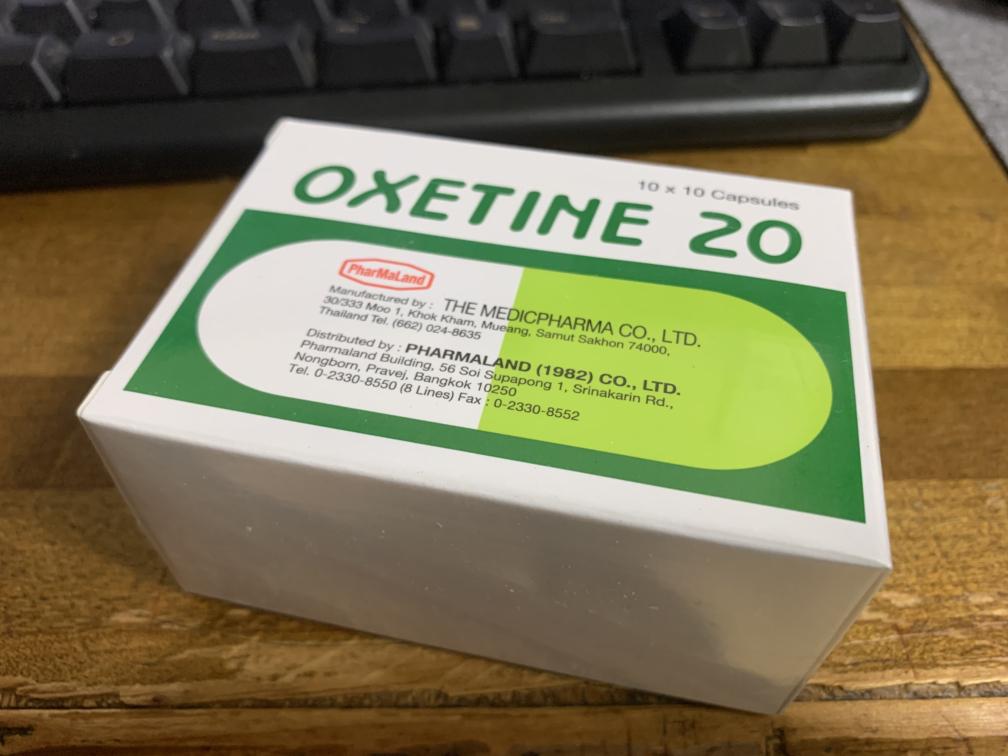 10 x 10 Capsules
OXETINE 20
PharMaLand
Manufactured by : THE MEDICPHARMA CO., LTD.
30/333 Moo 1, Khok Kham, Mueang, Samut Sakhon 74000,
Thailand Tel. (662) 024-8635
Distributed by : PHARMALAND (1982) CO., LTD.
Pharmaland Building, 56 Soi Supapong 1, Srinakarin Rd.,
Nongborn, Pravej, Bangkok 10250
Tel. 0-2330-8550 (8 Lines) Fax : 0-2330-8552